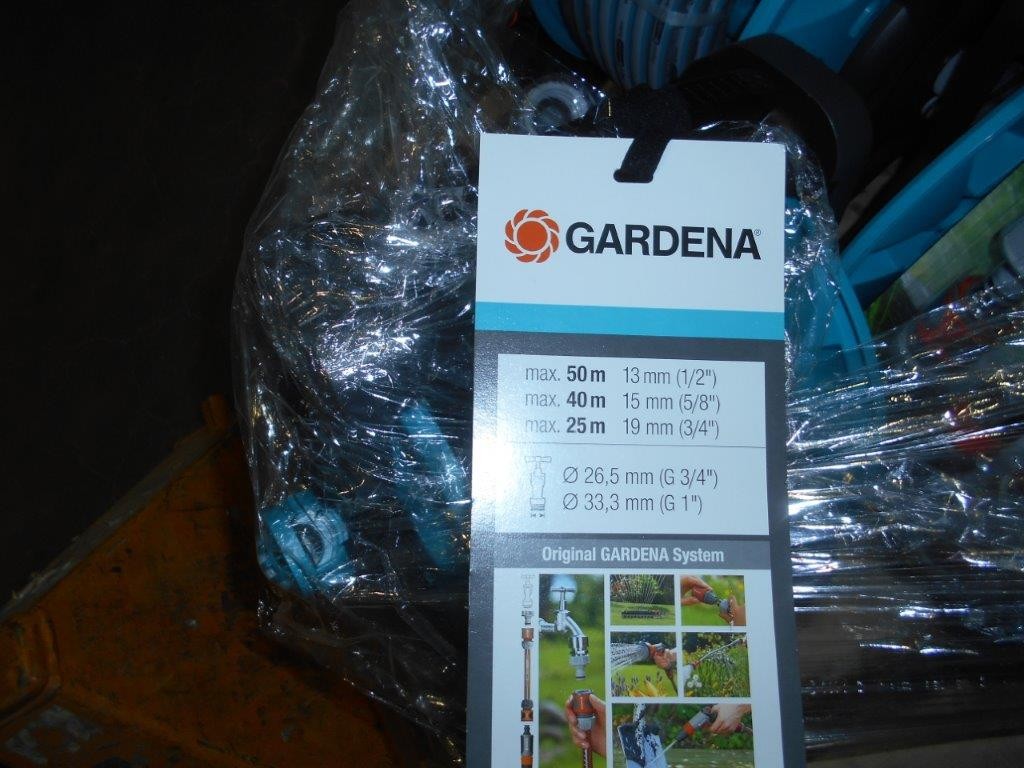 GARDENA®
max. 50 m 13 mm (1/2")
max. 40 m 15 mm (5/8")
max. 25 m 19 mm (3/4")
Ø 26,5 mm (G 3/4")
Ø 33,3 mm (G 1")
Original GARDENA System